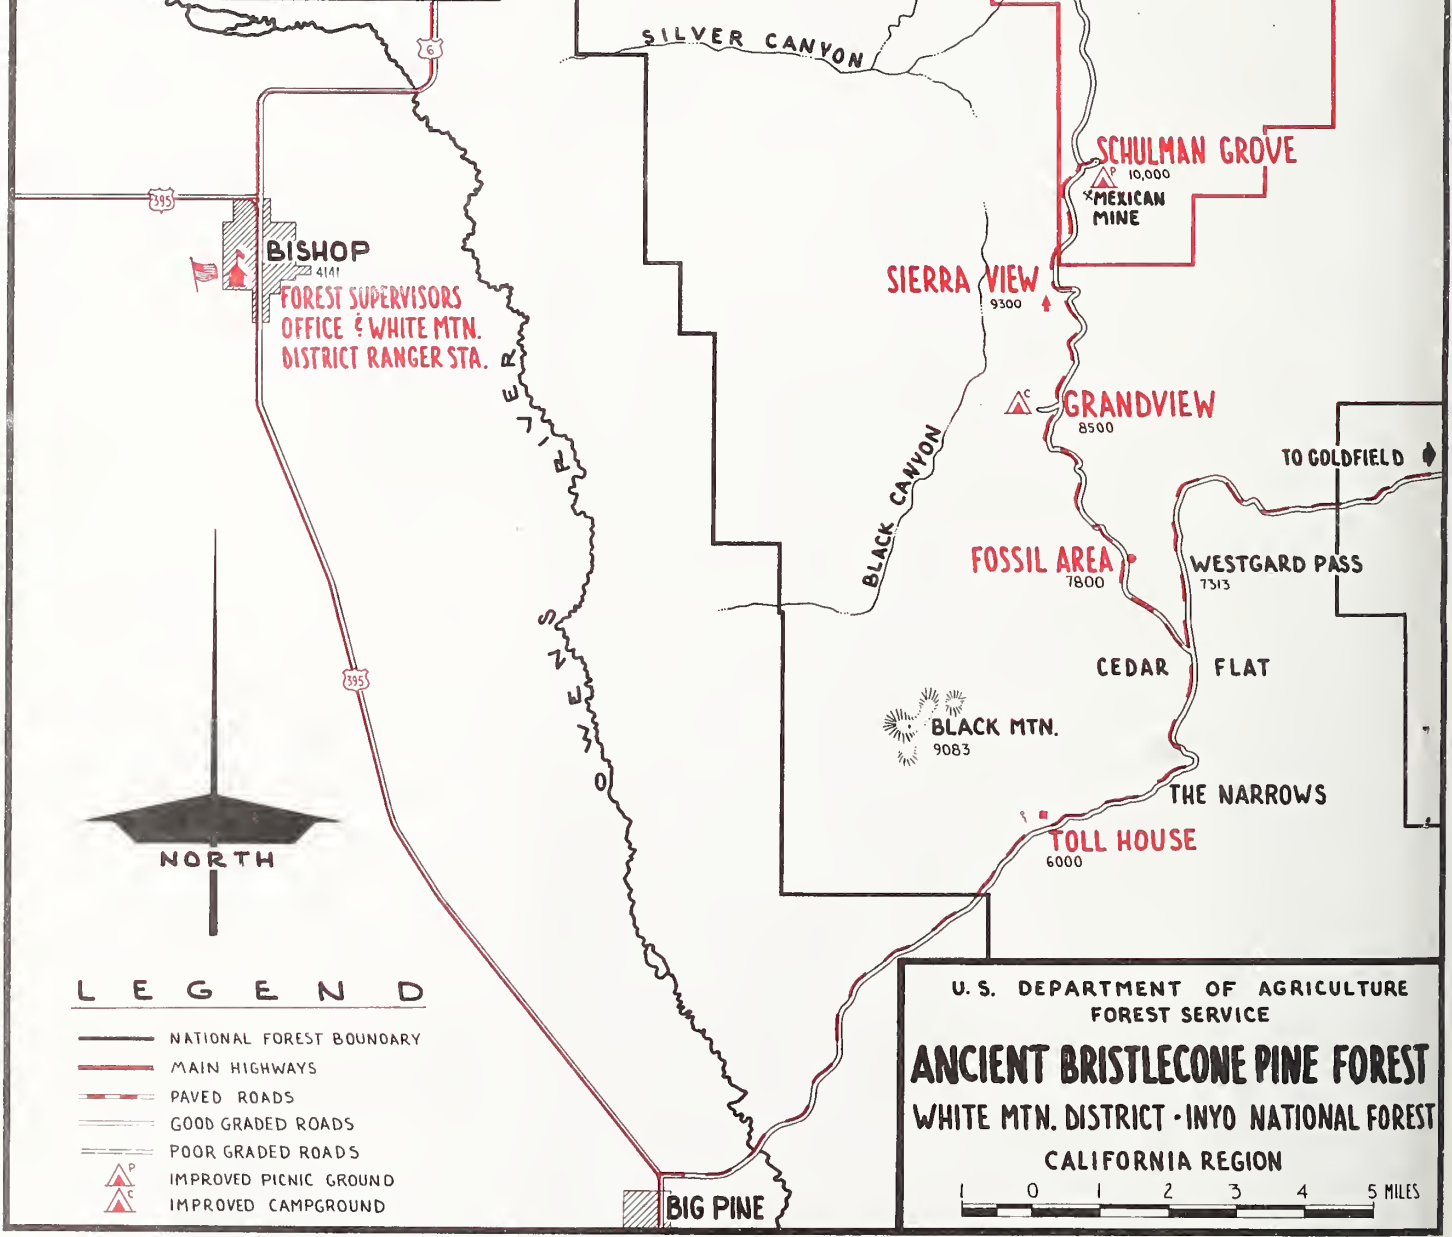 6
SILVER CANYON
SCHULMAN GROVE
P
10,000
x MEXICAN
MINE
395
BISHOP
4141
FOREST SUPERVISORS
OFICE & WHITE MTN.
DISTRICT RANGER STA.
SIERRA VIEW
9300
C
GRANDVIEW
8500
TO GOLDFIELD
BLACK CANYON
OWENS RIVER
FOSSIL AREA
7800
WESTGARD PASS
7313
CEDAR FLAT
395
BLACK MTN.
9083
THE NARROWS
TOLL HOUSE
6000
NORTH
LEGEND
NATIONAL FOREST BOUNDARY
MAIN HIGHWAYS
PAVED ROADS
GOOD GRADED ROADS
POOR GRADED ROADS
P
IMPROVED PICNIC GROUND
C
IMPROVED CAMPGROUND
BIG PINE
U. S. DEPARTMENT OF AGRICULTURE
FOREST SERVICE
ANCIENT BRISTLECONE PINE FOREST
WHITE MTN. DISTRICT · INYO NATIONAL FOREST
CALIFORNIA REGION
1 0 1 2 3 4 5 MILES